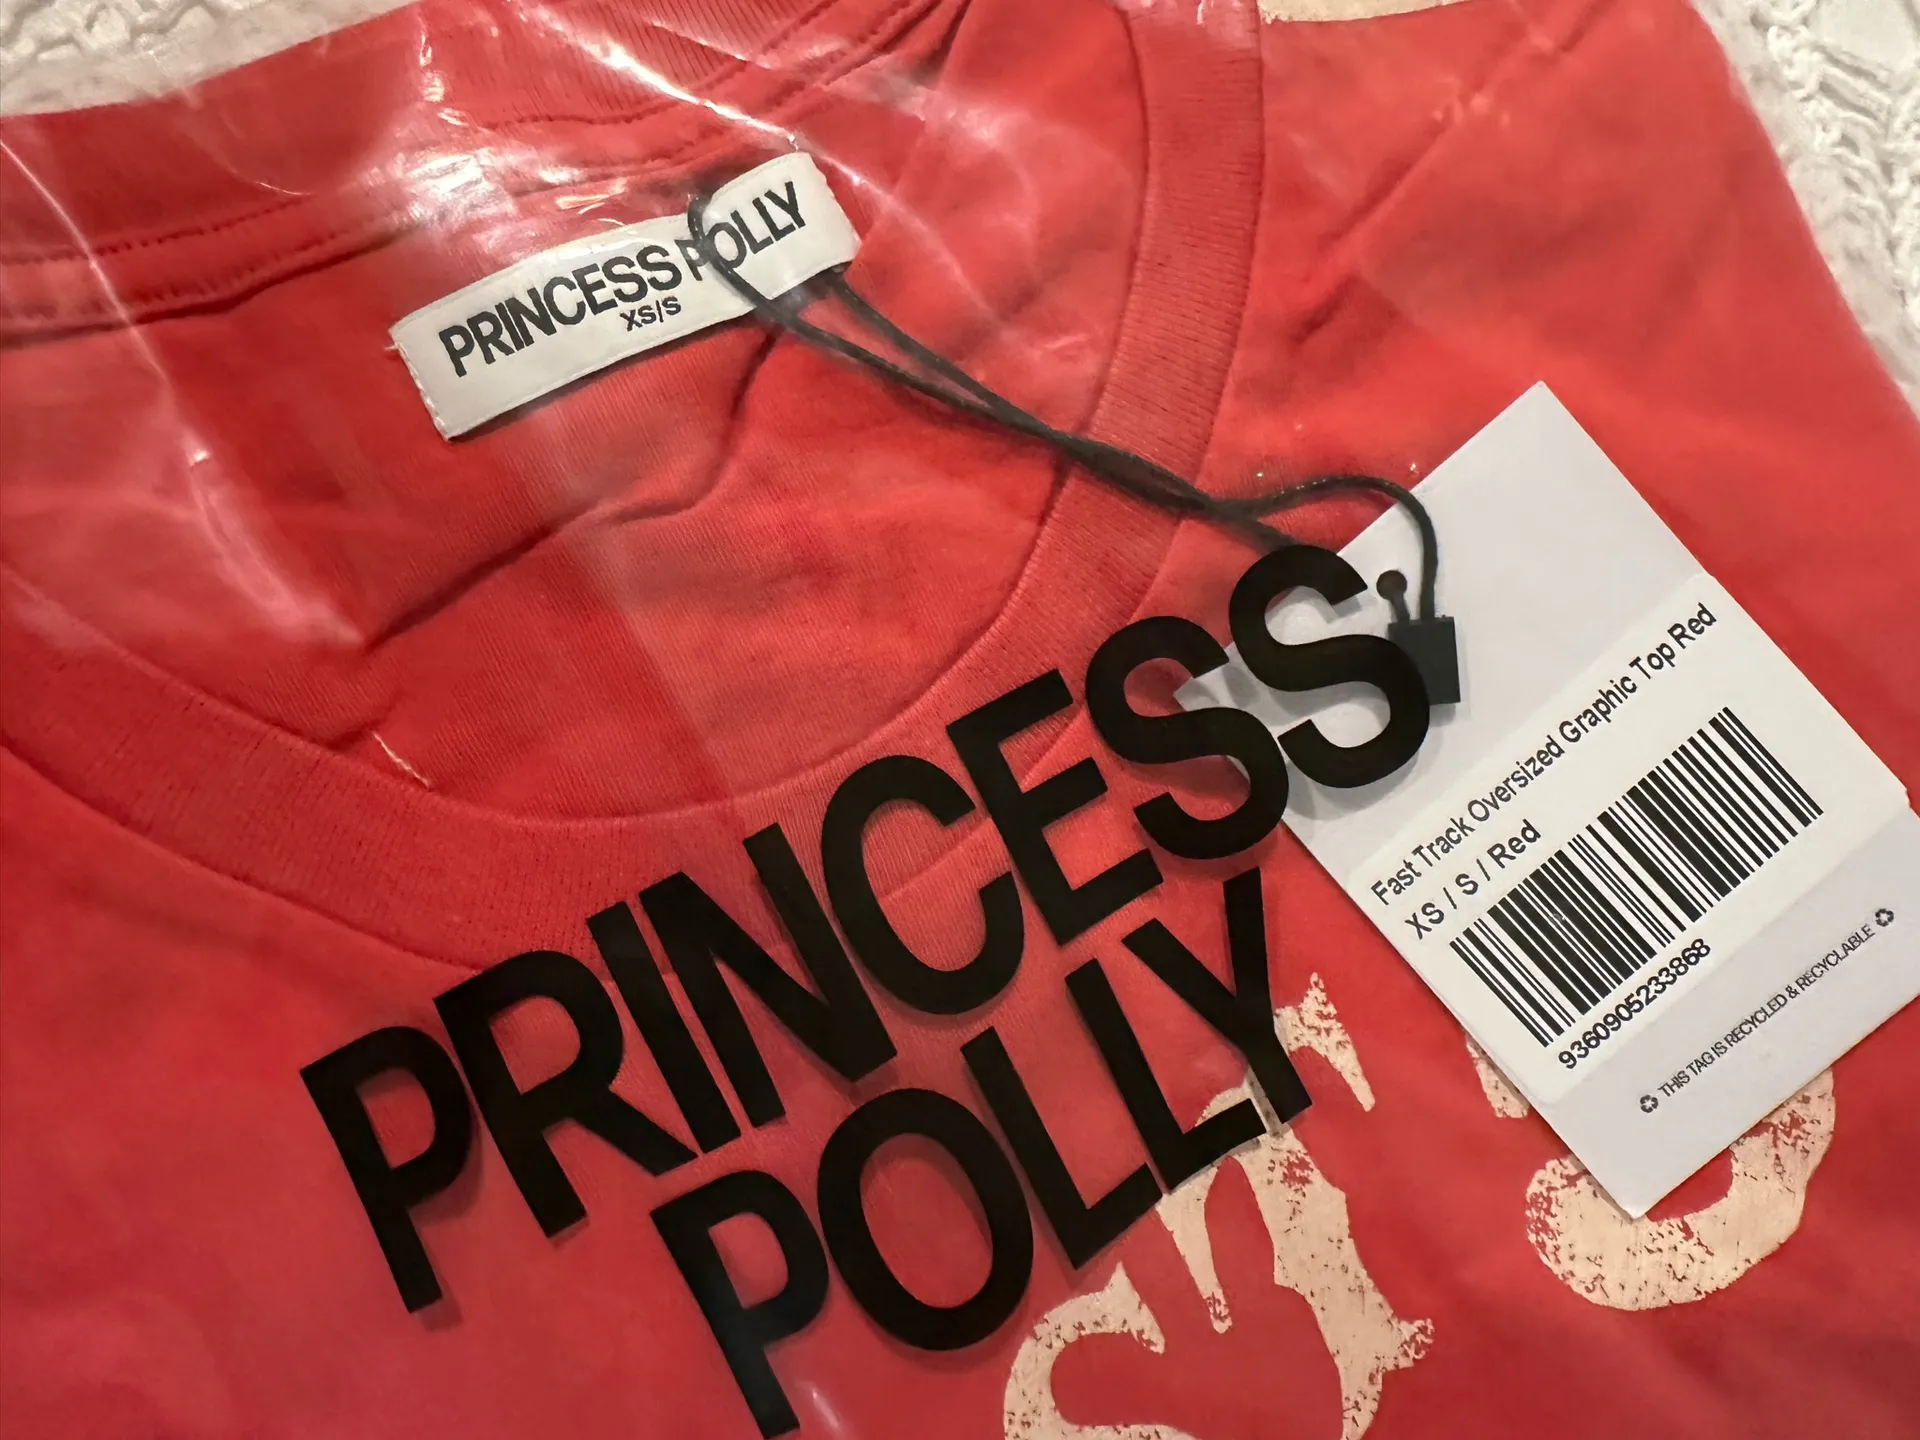 PRINCESS POLLY
XS/S
PRINCESS
POLLY
Fast Track Oversized Graphic Top Red
XS / S / Red
9360905233868
THIS TAG IS RECYCLED & RECYCLABLE